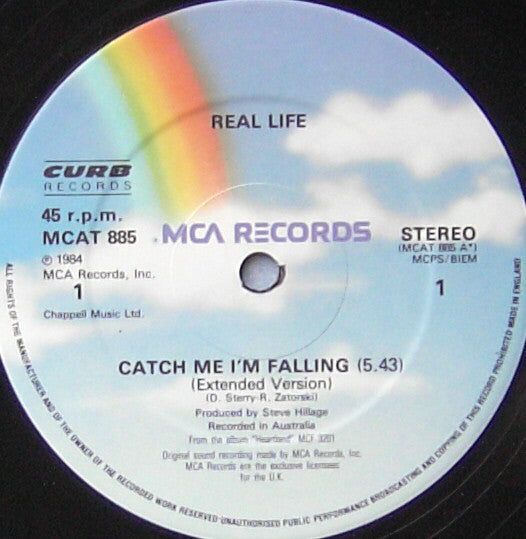 REAL LIFE
CURB
RECORDS
45 r.p.m.
MCAT 885
MCA RECORDS
STEREO
(MCAT 885 A*)
MCPS/BIEM
℗ 1984
MCA Records, Inc.
1
1
Chappell Music Ltd.
CATCH ME I'M FALLING (5.43)
(Extended Version)
(D. Sterry-R. Zatorski)
Produced by Steve Hillage
Recorded in Australia
From the album "Heartland" MCF 3201
Original sound recording made by MCA Records, Inc.
MCA Records are the exclusive licensees
for the U.K.
ALL RIGHTS OF THE MANUFACTURER AND OF THE OWNER OF THE RECORDED WORK RESERVED·UNAUTHORISED PUBLIC PERFORMANCE BROADCASTING AND COPYING OF THIS RECORD PROHIBITED MADE IN ENGLAND